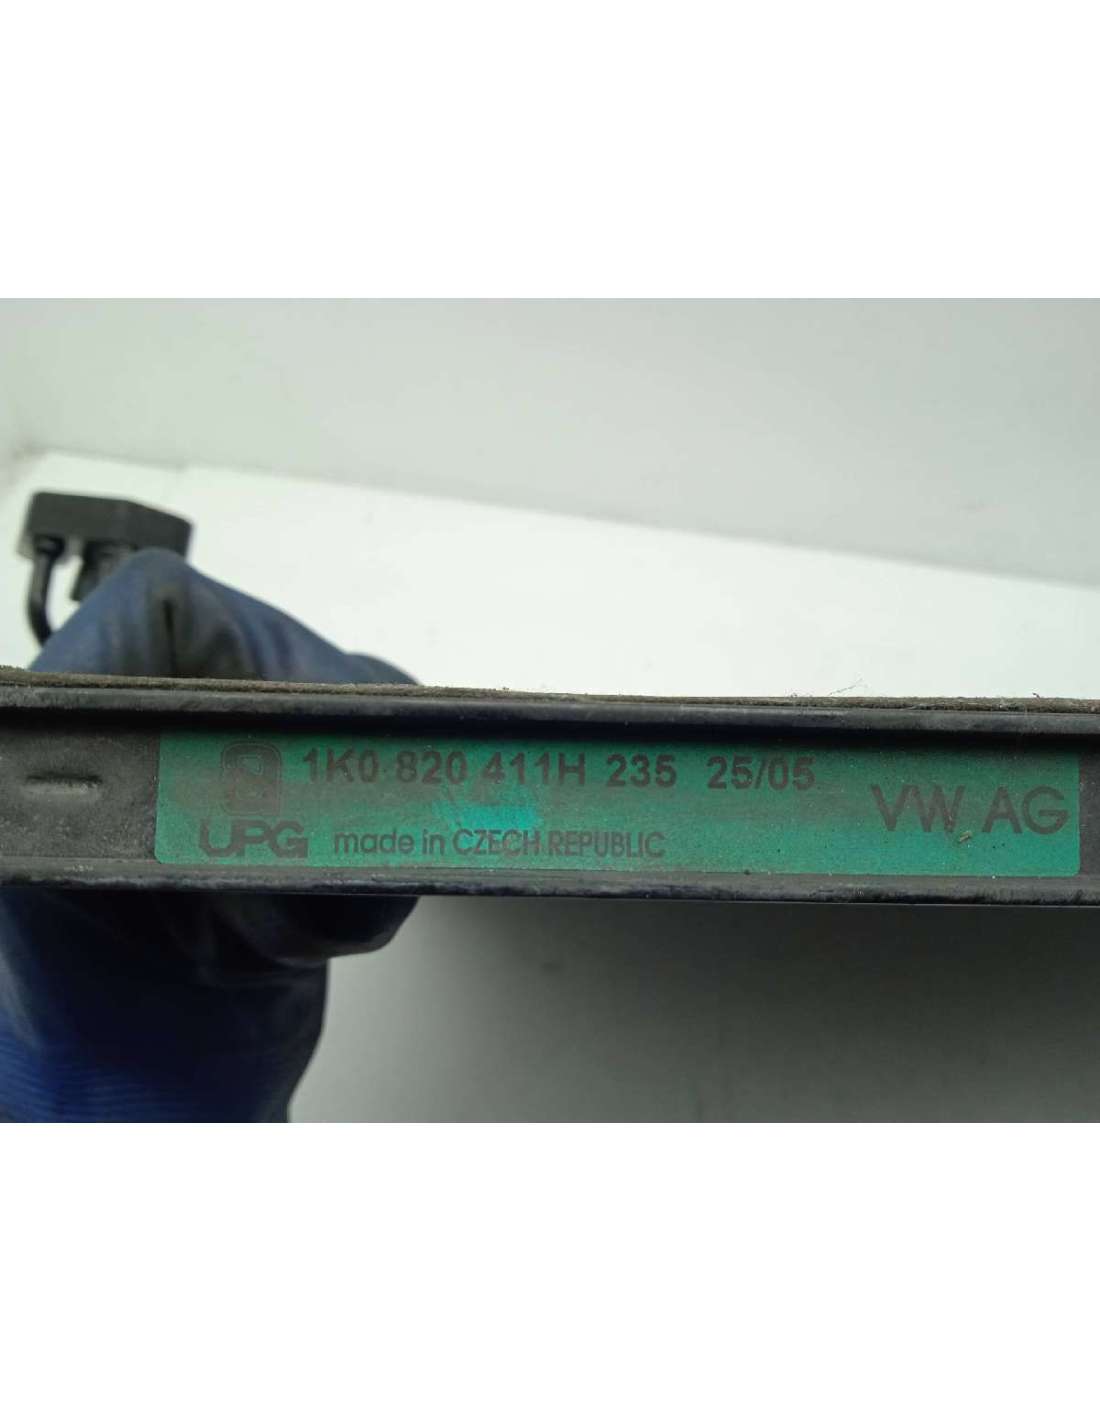 1K0 820 411H 235 25/05
VW AG
UPG made in CZECH REPUBLIC